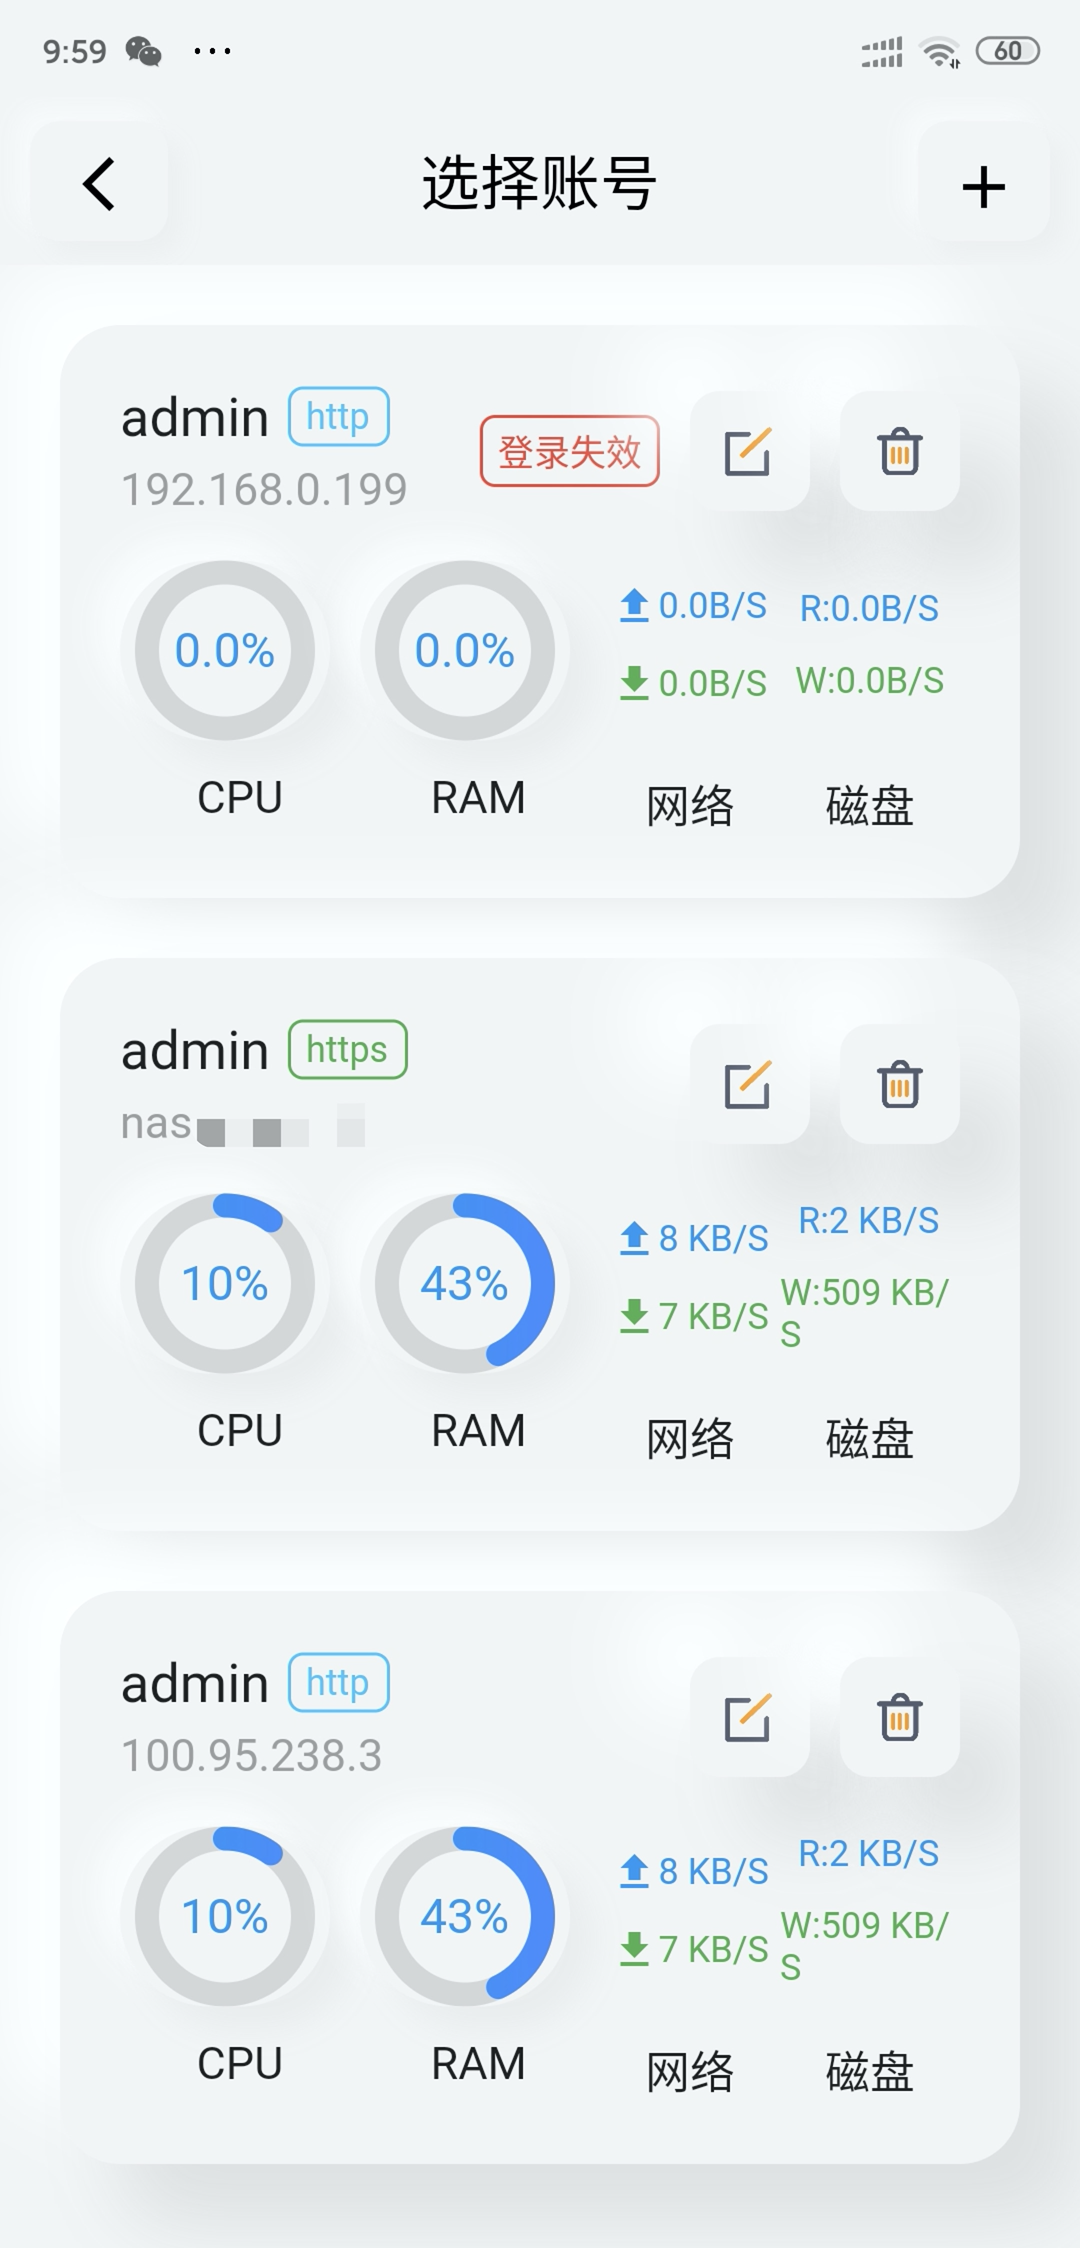 9:59
60
选择账号
admin http
192.168.0.199
登录失效
0.0%
0.0%
0.0B/S R:0.0B/S
0.0B/S W:0.0B/S
CPU RAM 网络 磁盘
admin https
nas
10%
43%
8 KB/S R:2 KB/S
7 KB/S W:509 KB/
S
CPU RAM 网络 磁盘
admin http
100.95.238.3
10%
43%
8 KB/S R:2 KB/S
7 KB/S W:509 KB/
S
CPU RAM 网络 磁盘